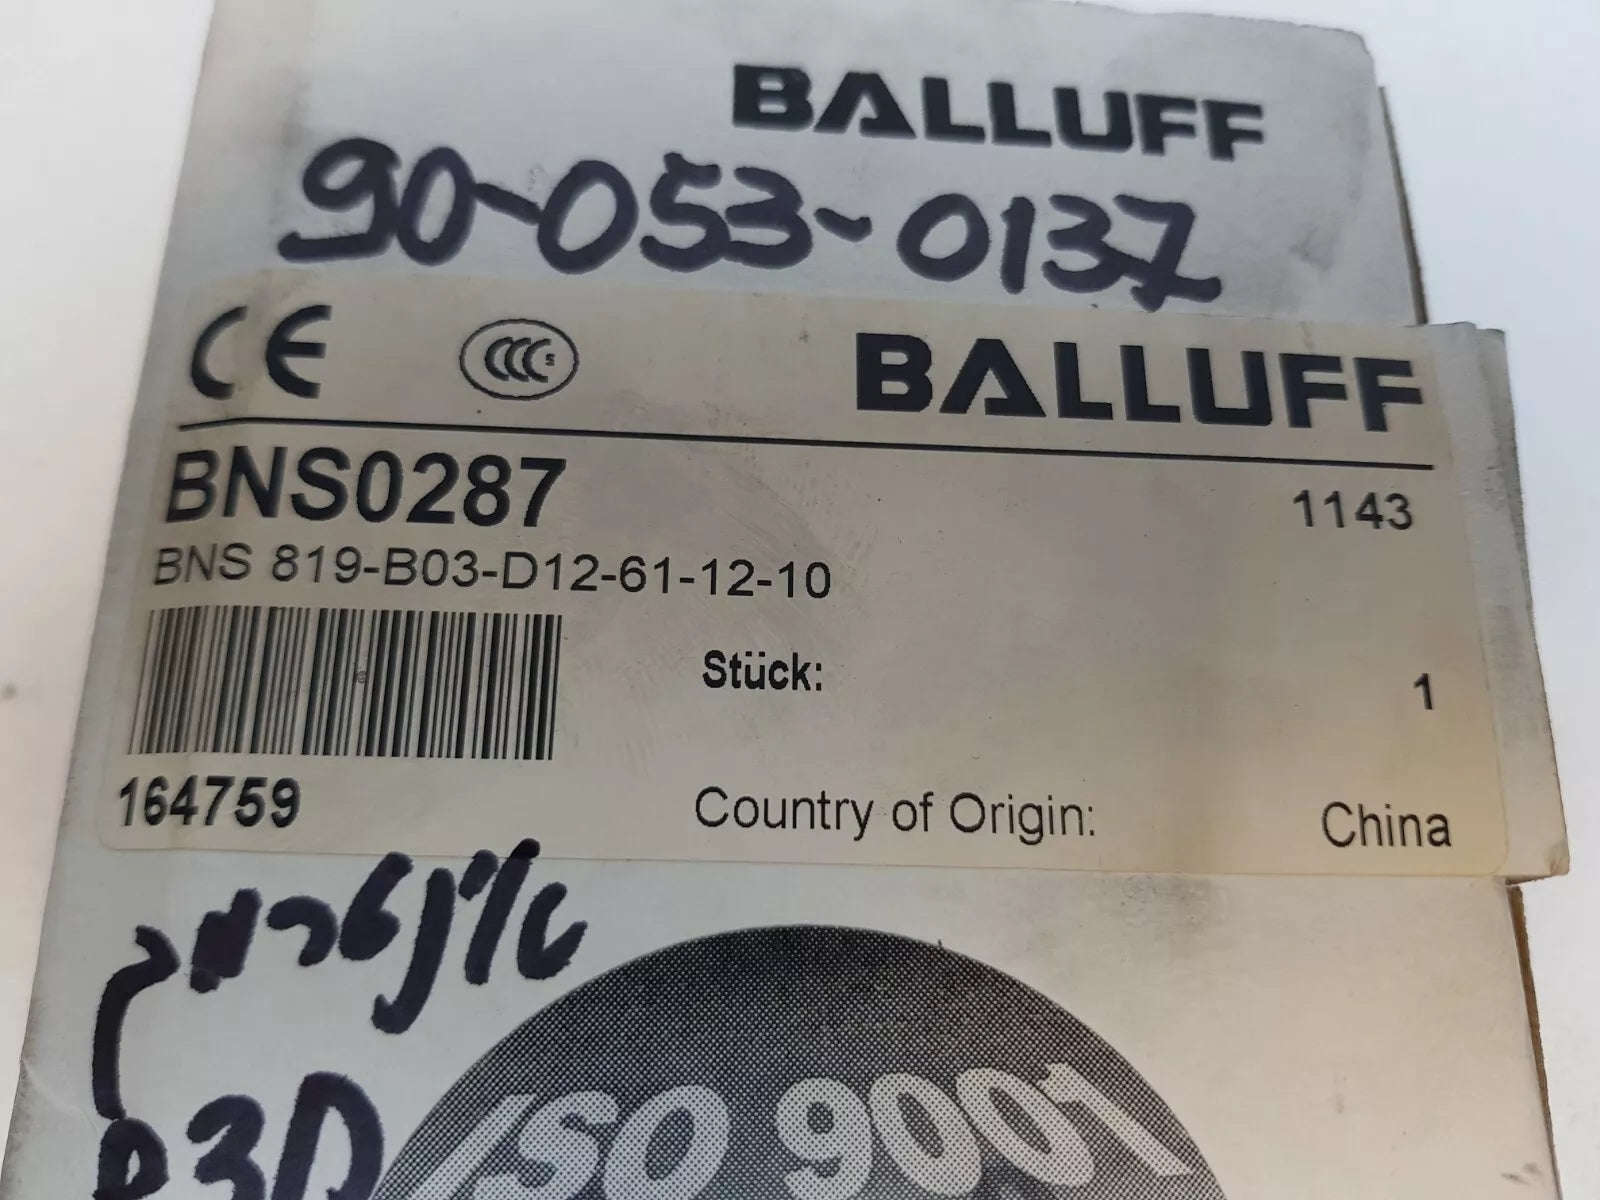 BALLUFF
90-053-0137
CE CCC S BALLUFF
BNS0287 1143
BNS 819-B03-D12-61-12-10
Stück: 1
164759 Country of Origin: China
ISO 9001